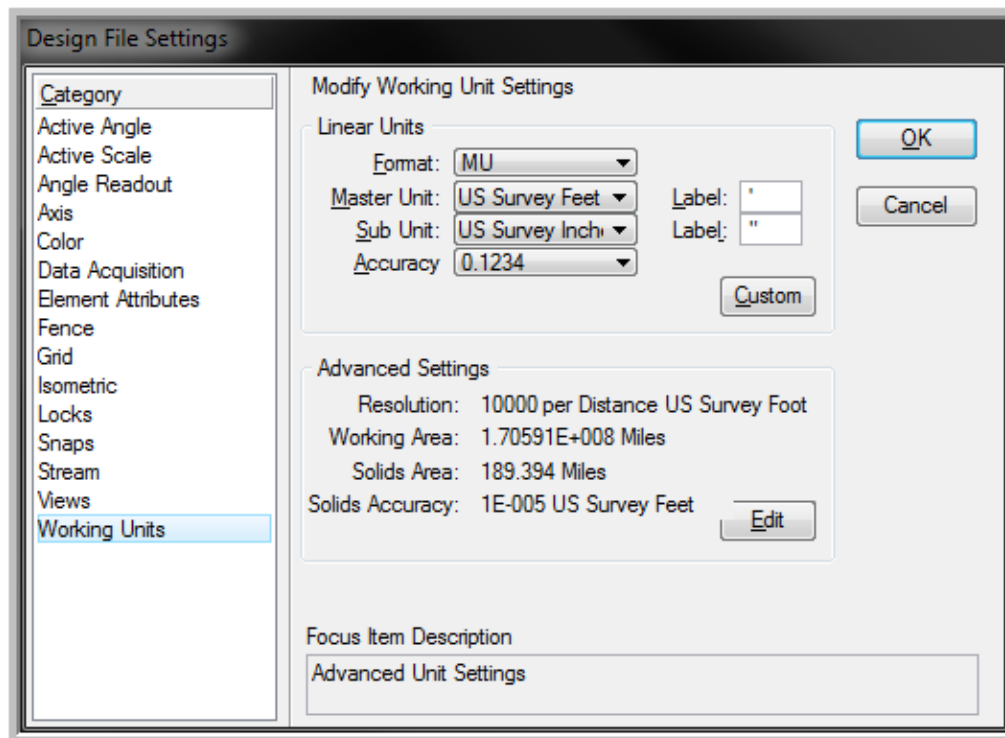 Design File Settings
Category
Active Angle
Active Scale
Angle Readout
Axis
Color
Data Acquisition
Element Attributes
Fence
Grid
Isometric
Locks
Snaps
Stream
Views
Working Units
Modify Working Unit Settings
Linear Units
Format: MU
Master Unit: US Survey Feet Label: '
Sub Unit: US Survey Inch Label: "
Accuracy 0.1234
Custom
Advanced Settings
Resolution: 10000 per Distance US Survey Foot
Working Area: 1.70591E+008 Miles
Solids Area: 189.394 Miles
Solids Accuracy: 1E-005 US Survey Feet
Edit
Focus Item Description
Advanced Unit Settings
OK
Cancel